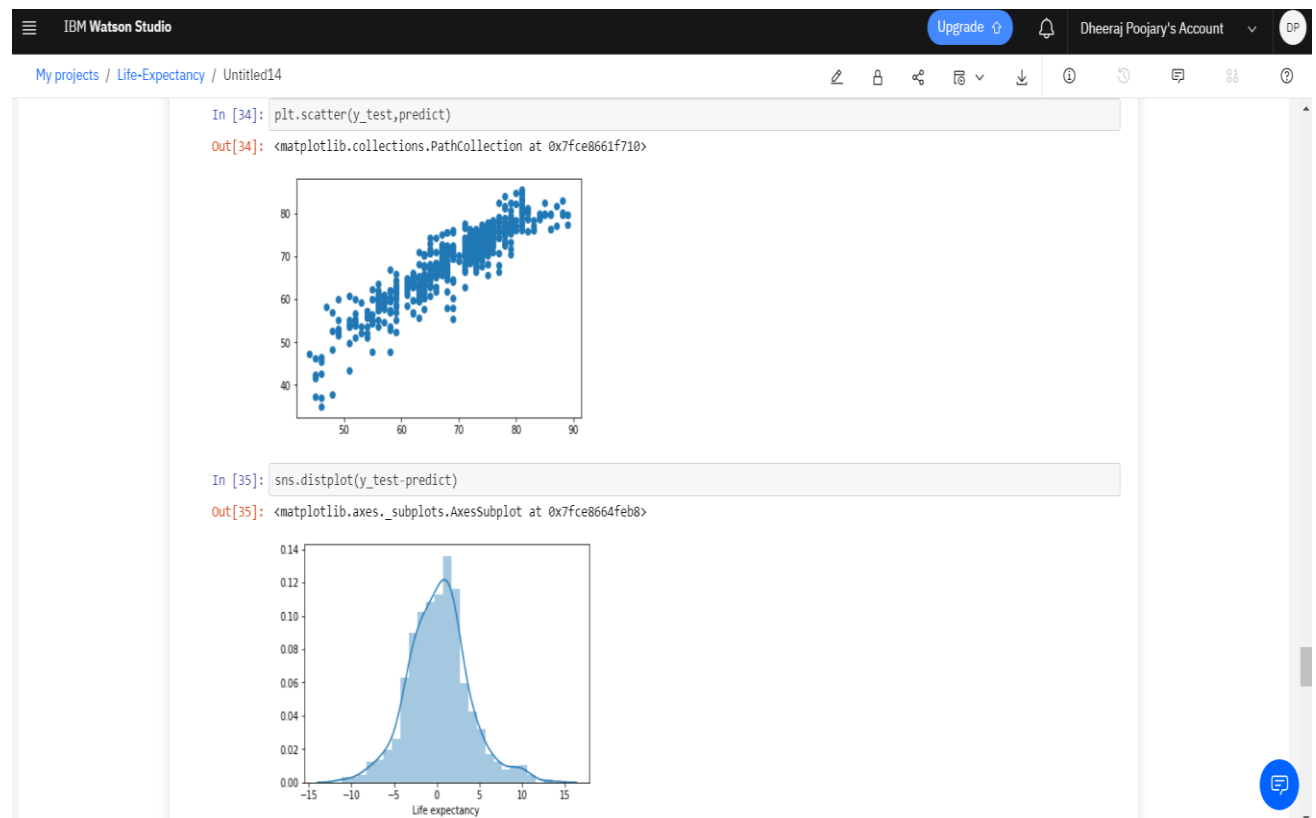 IBM Watson Studio
Upgrade
Dheeraj Poojary's Account
DP
My projects / Life-Expectancy / Untitled14
In [34]: plt.scatter(y_test,predict)
Out[34]: <matplotlib.collections.PathCollection at 0x7fce8661f710>
80
70
60
50
40
50 60 70 80 90
In [35]: sns.distplot(y_test-predict)
Out[35]: <matplotlib.axes._subplots.AxesSubplot at 0x7fce8664feb8>
0.14
0.12
0.10
0.08
0.06
0.04
0.02
0.00
−15 −10 −5 0 5 10 15
Life expectancy